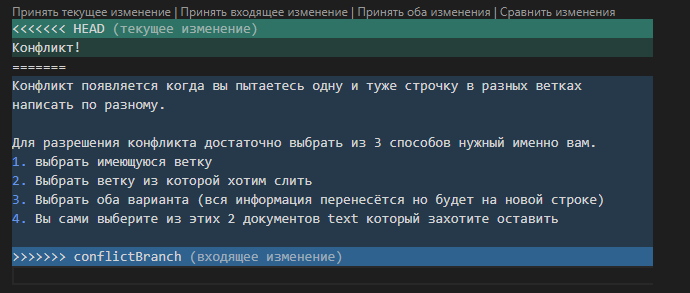 Принять текущее изменение | Принять входящее изменение | Принять оба изменения | Сравнить изменения
<<<<<<< HEAD (текущее изменение)
Конфликт!
=======
Конфликт появляется когда вы пытаетесь одну и туже строчку в разных ветках
написать по разному.

Для разрешения конфликта достаточно выбрать из 3 способов нужный именно вам.
1. выбрать имеющуюся ветку
2. Выбрать ветку из которой хотим слить
3. Выбрать оба варианта (вся информация перенесётся но будет на новой строке)
4. Вы сами выберите из этих 2 документов text который захотите оставить

>>>>>>> conflictBranch (входящее изменение)